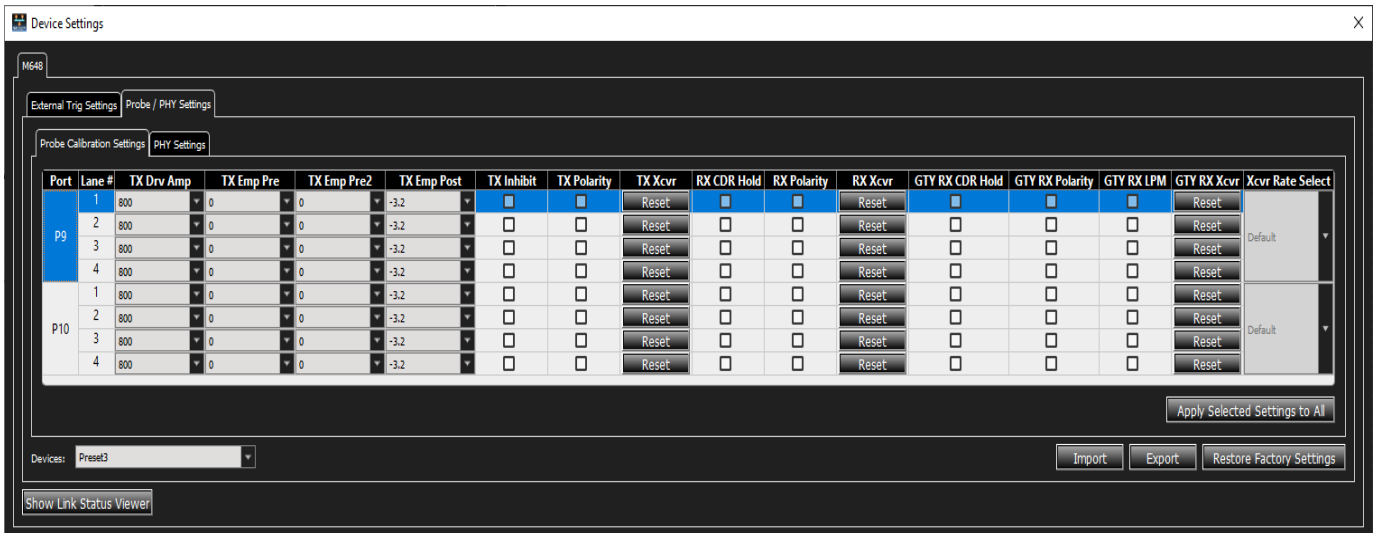 Device Settings X
M648
External Trig Settings Probe / PHY Settings
Probe Calibration Settings PHY Settings
Port Lane # TX Drv Amp TX Emp Pre TX Emp Pre2 TX Emp Post TX Inhibit TX Polarity TX Xcvr RX CDR Hold RX Polarity RX Xcvr GTY RX CDR Hold GTY RX Polarity GTY RX LPM GTY RX Xcvr Xcvr Rate Select
1 800 0 0 -3.2 Reset Reset Reset
2 800 0 0 -3.2 Reset Reset Reset
P9 Default
3 800 0 0 -3.2 Reset Reset Reset
4 800 0 0 -3.2 Reset Reset Reset
1 800 0 0 -3.2 Reset Reset Reset
2 800 0 0 -3.2 Reset Reset Reset
P10 Default
3 800 0 0 -3.2 Reset Reset Reset
4 800 0 0 -3.2 Reset Reset Reset
Apply Selected Settings to All
Devices: Preset3 Import Export Restore Factory Settings
Show Link Status Viewer